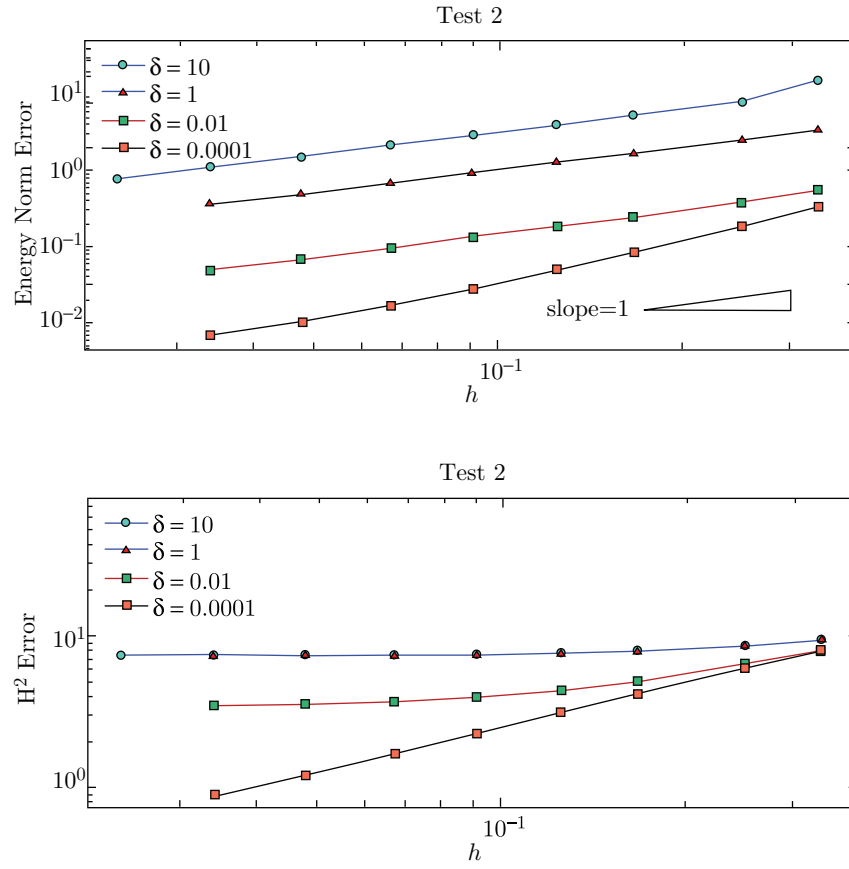 Test 2
δ = 10
δ = 1
δ = 0.01
δ = 0.0001
10^1
10^0
10^-1
10^-2
Energy Norm Error
slope=1
10^-1
h
Test 2
δ = 10
δ = 1
δ = 0.01
δ = 0.0001
10^1
10^0
H^2 Error
10^-1
h